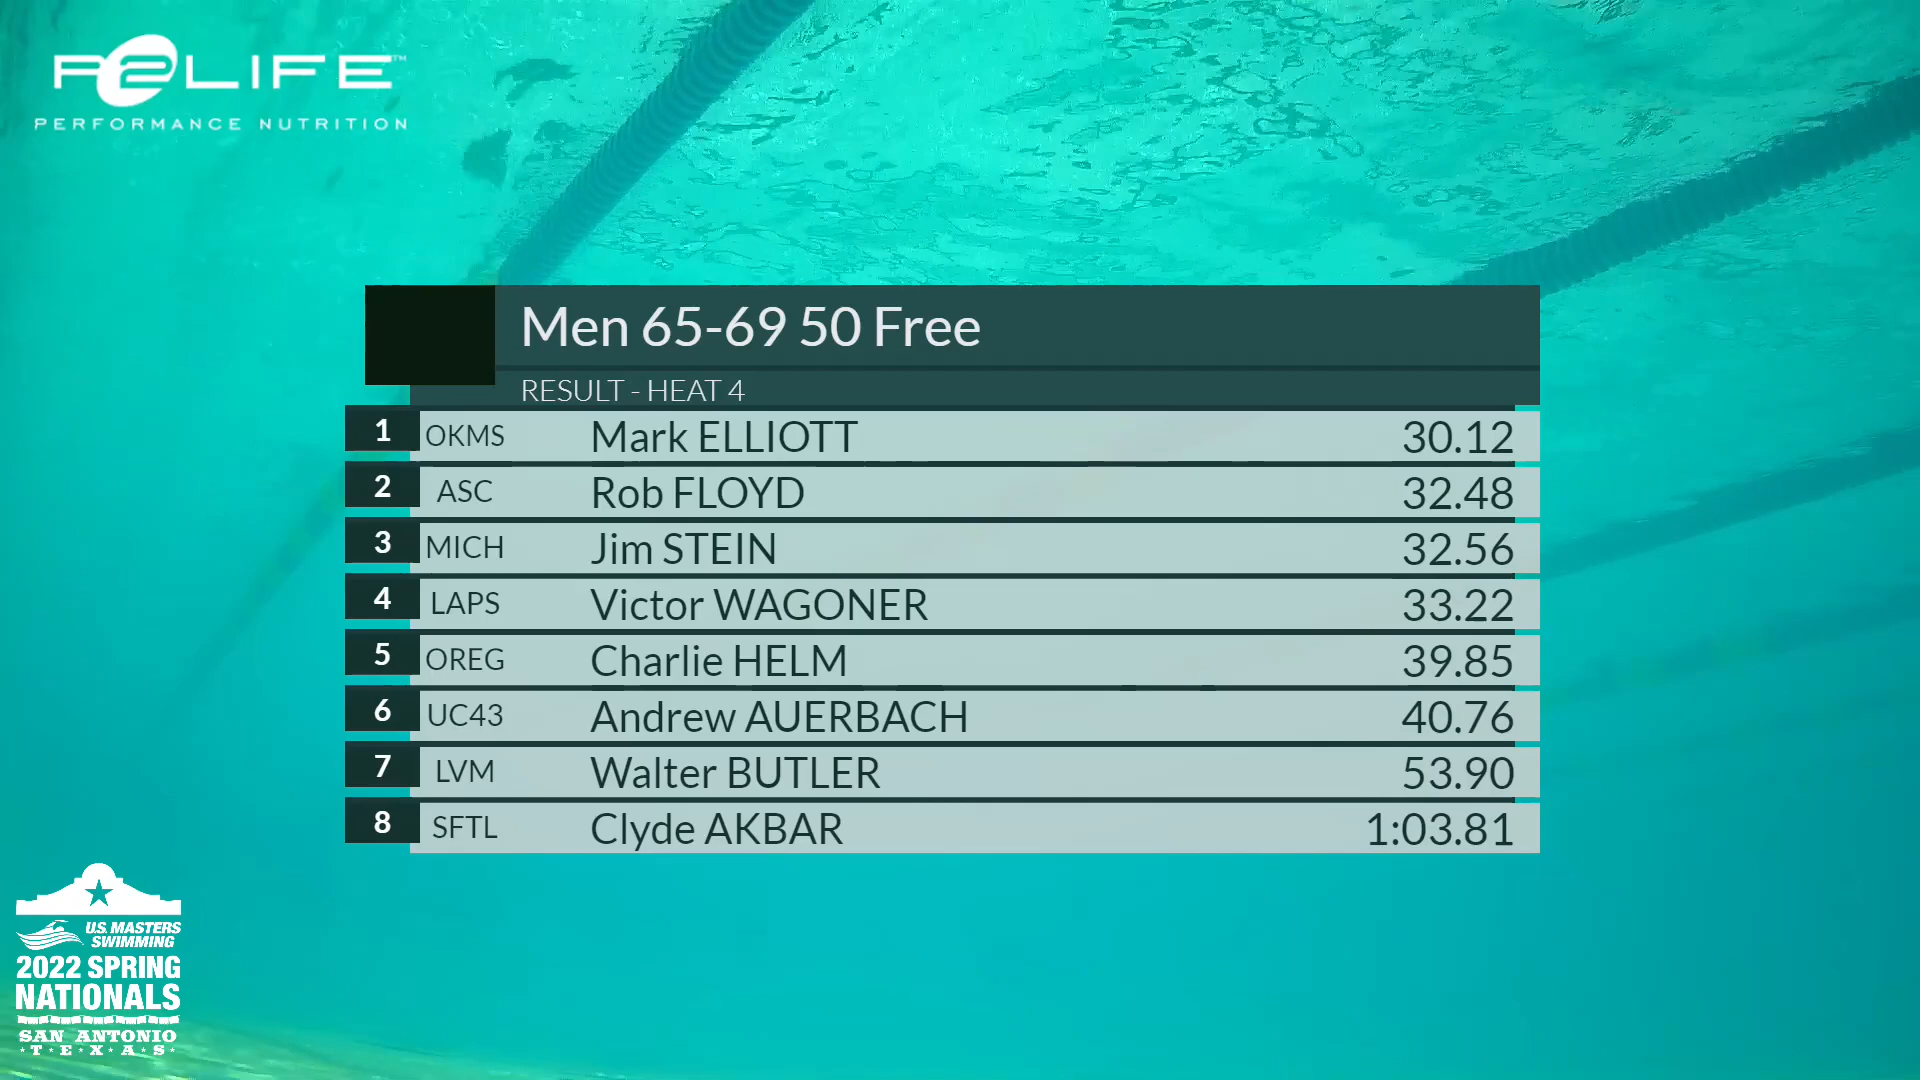 R2LIFE™
PERFORMANCE NUTRITION
Men 65-69 50 Free
RESULT - HEAT 4
1 OKMS Mark ELLIOTT 30.12
2 ASC Rob FLOYD 32.48
3 MICH Jim STEIN 32.56
4 LAPS Victor WAGONER 33.22
5 OREG Charlie HELM 39.85
6 UC43 Andrew AUERBACH 40.76
7 LVM Walter BUTLER 53.90
8 SFTL Clyde AKBAR 1:03.81
U.S. MASTERS
SWIMMING
2022 SPRING
NATIONALS
SAN ANTONIO
T·E·X·A·S